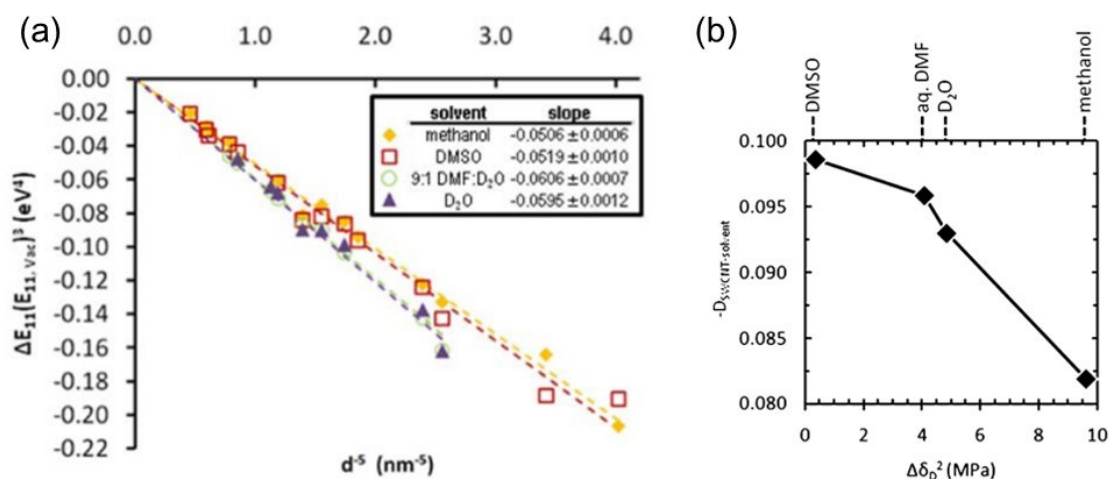 (a)
0.0 1.0 2.0 3.0 4.0
0.00
-0.02
-0.04
-0.06
-0.08
-0.10
-0.12
-0.14
-0.16
-0.18
-0.20
-0.22
ΔE11(E11, Vac)³ (eV⁴)
d⁻⁵ (nm⁻⁵)
solvent slope
methanol -0.0506 ± 0.0006
DMSO -0.0519 ± 0.0010
9:1 DMF:D₂O -0.0606 ± 0.0007
D₂O -0.0595 ± 0.0012
(b)
DMSO
aq. DMF
D₂O
methanol
0.100
0.095
0.090
0.085
0.080
-DSWCNT-solvent
0 2 4 6 8 10
ΔδD² (MPa)